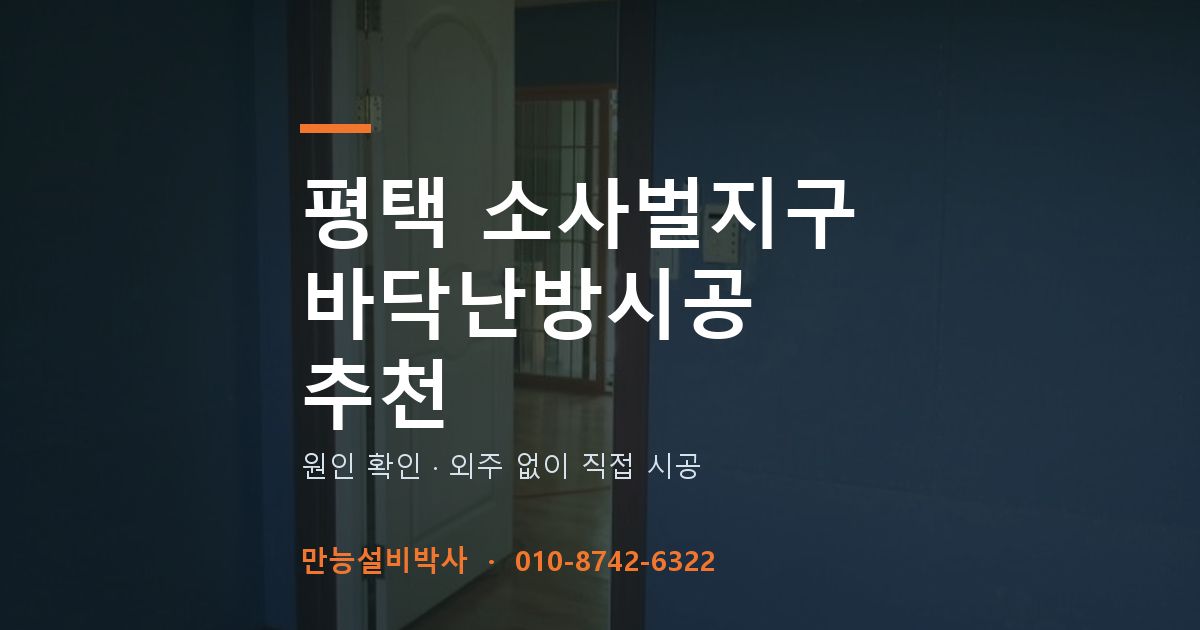 평택 소사벌지구
바닥난방시공
추천
원인 확인 · 외주 없이 직접 시공
만능설비박사 · 010-8742-6322